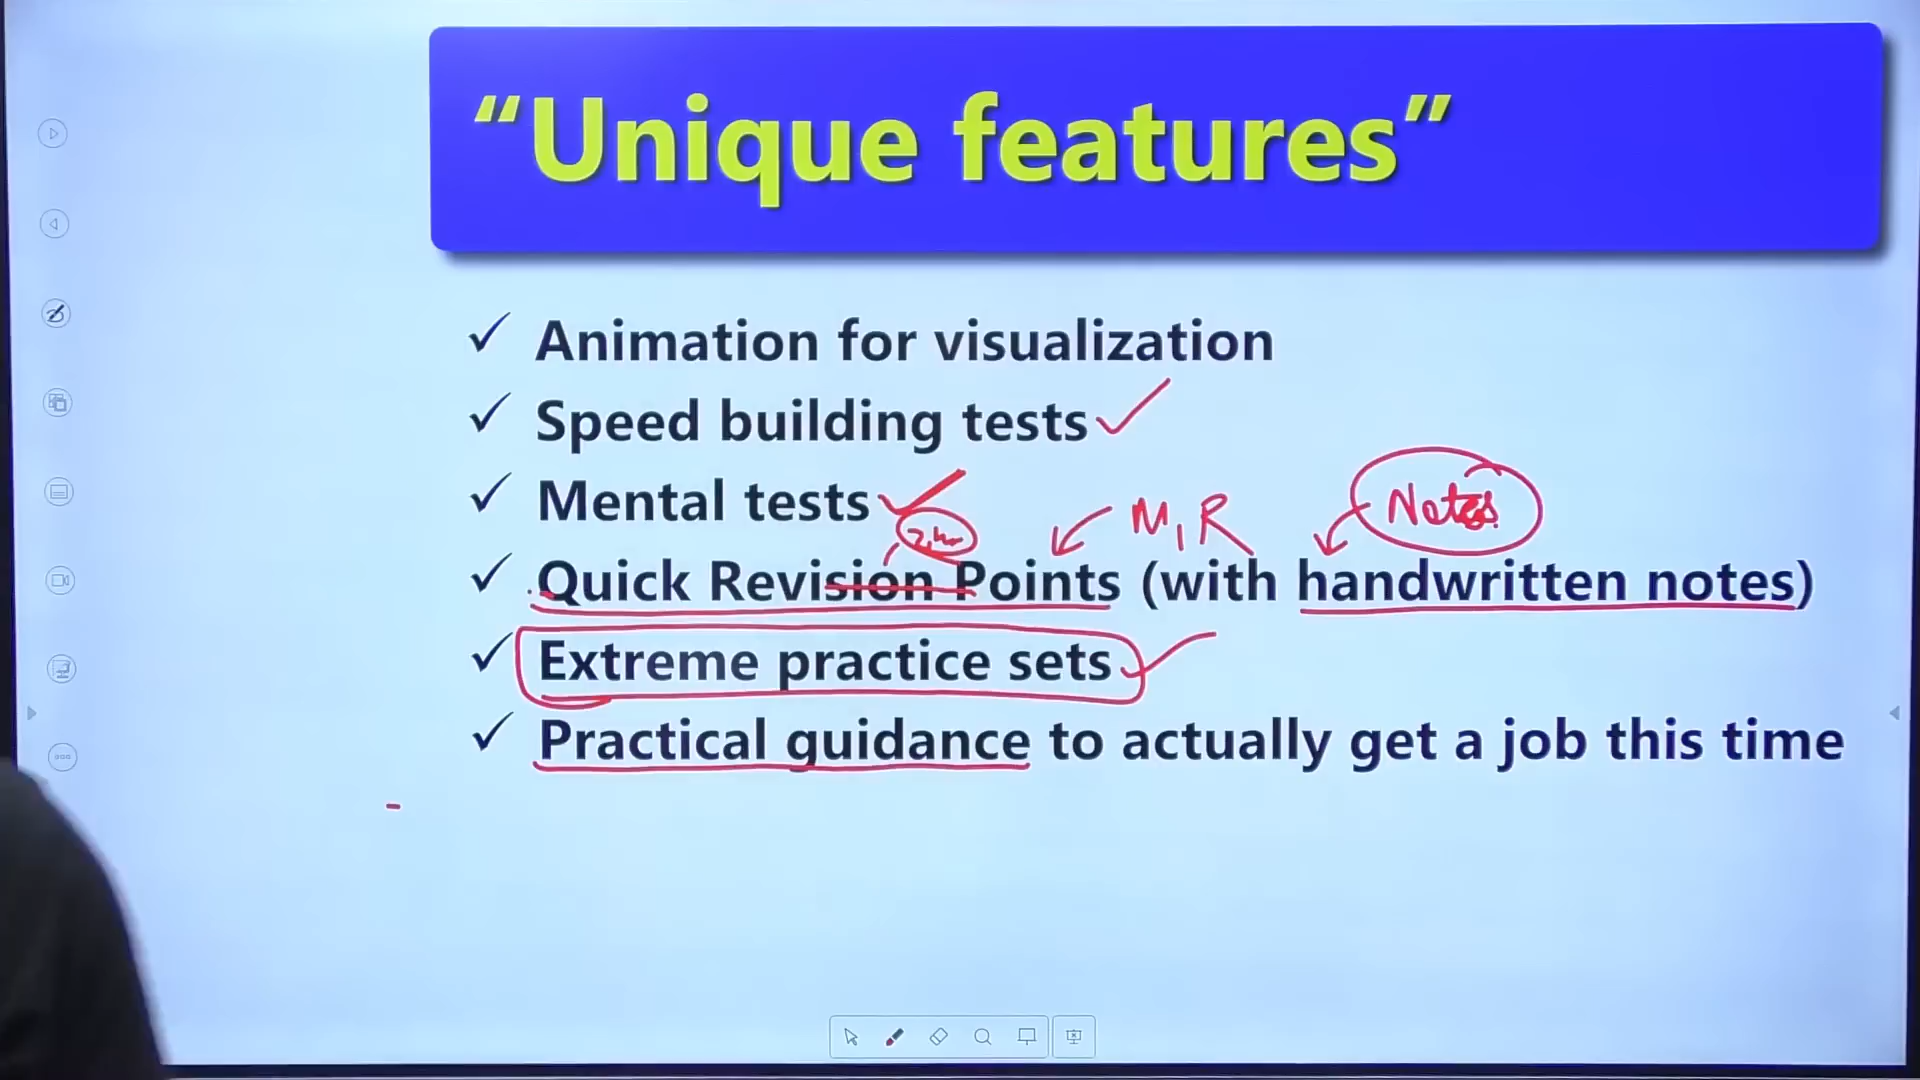 “Unique features”
✓ Animation for visualization
✓ Speed building tests
✓ Mental tests
M, R
Notes
✓ Quick Revision Points (with handwritten notes)
✓ Extreme practice sets
✓ Practical guidance to actually get a job this time